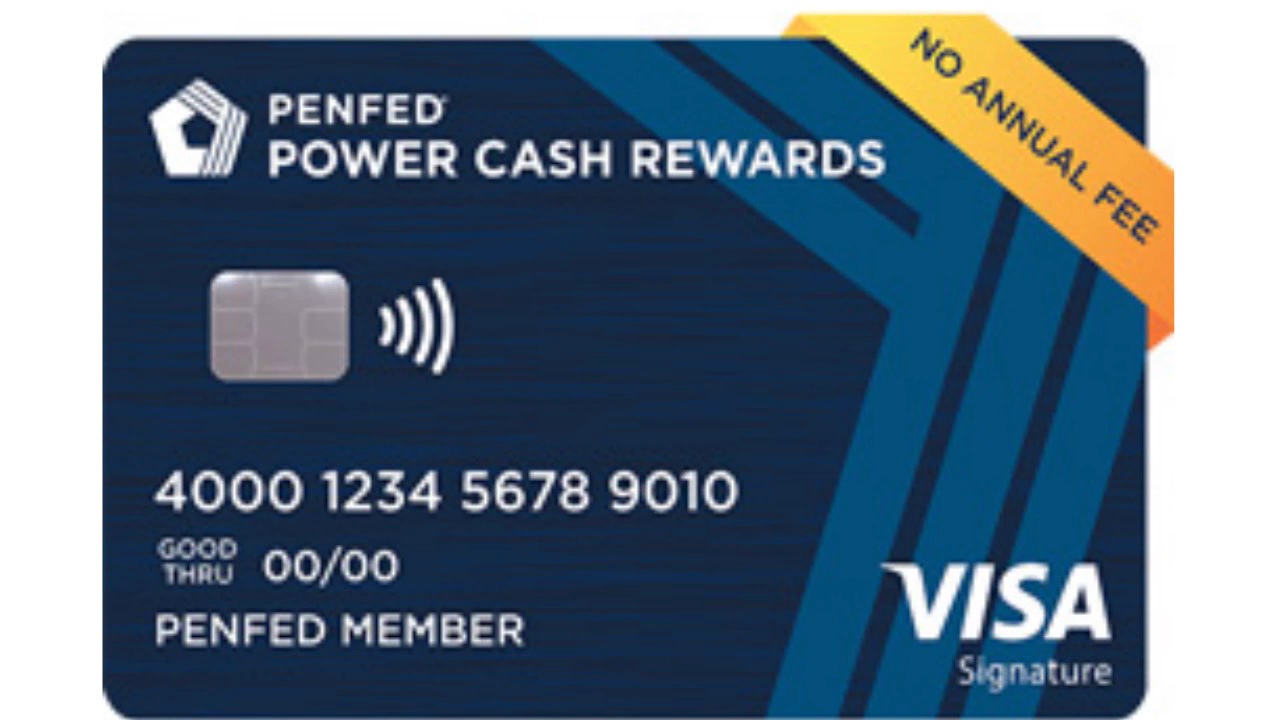 NO ANNUAL FEE
PENFED®
POWER CASH REWARDS
4000 1234 5678 9010
GOOD
THRU 00/00
PENFED MEMBER
VISA
Signature